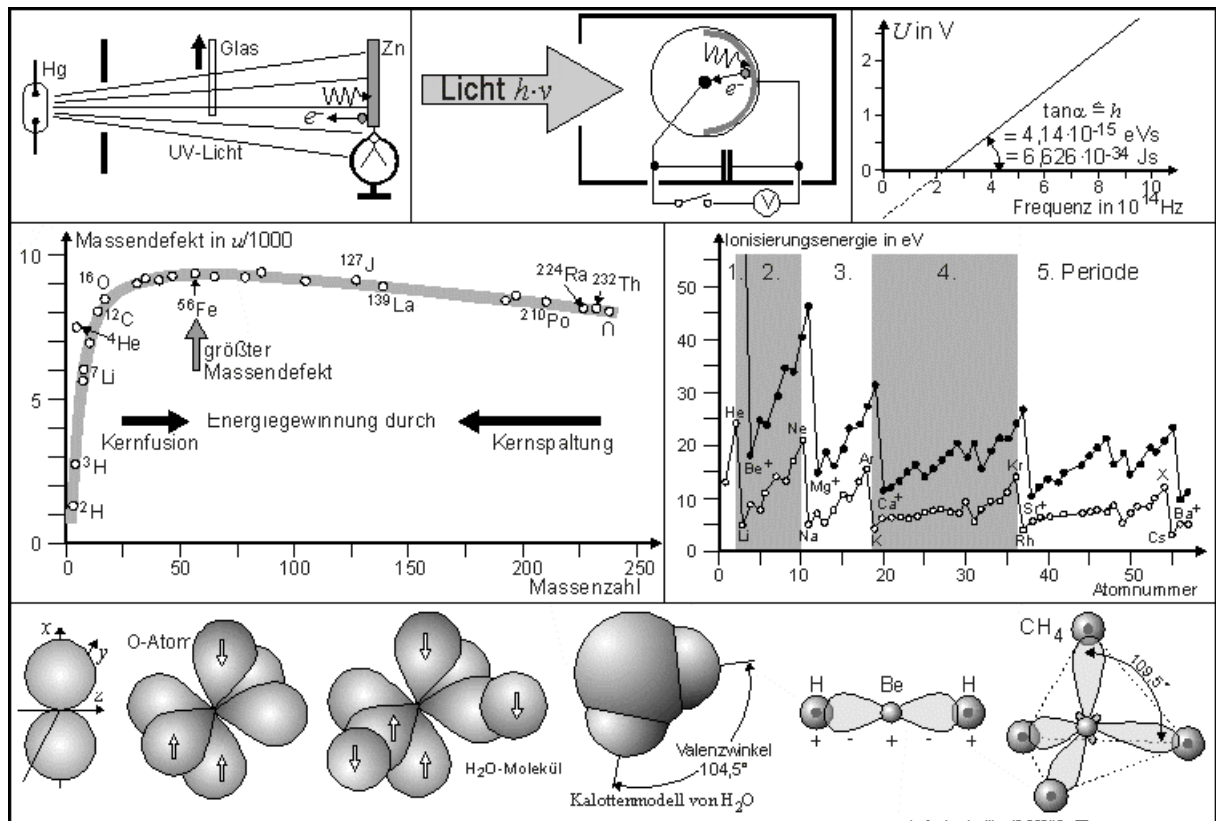 Hg
Glas
Zn
e⁻
UV-Licht
Licht h·ν
e⁻
V
U in V
2
1
0
tanα ≙ h
= 4,14·10⁻¹⁵ eVs
= 6,626·10⁻³⁴ Js
0 2 4 6 8 10
Frequenz in 10¹⁴Hz
Massendefekt in u/1000
10
5
0
¹⁶O
¹²C
⁴He
⁷Li
³H
²H
⁵⁶Fe
größter
Massendefekt
¹²⁷J
¹³⁹La
²¹⁰Po
²²⁴Ra
²³²Th
U
Energiegewinnung durch
Kernfusion
Kernspaltung
0 50 100 150 200 250
Massenzahl
Ionisierungsenergie in eV
1. 2. 3. 4. 5. Periode
50
40
30
20
10
0
He
Ne
Ar
Kr
X
Be⁺
Mg⁺
Ca⁺
Sr⁺
Ba⁺
Li
Na
K
Rh
Cs
0 10 20 30 40 50
Atomnummer
x
y
z
O-Atom
H₂O-Molekül
Valenzwinkel
104,5°
Kalottenmodell von H₂O
H Be H
+ - + - +
CH₄
109,5°